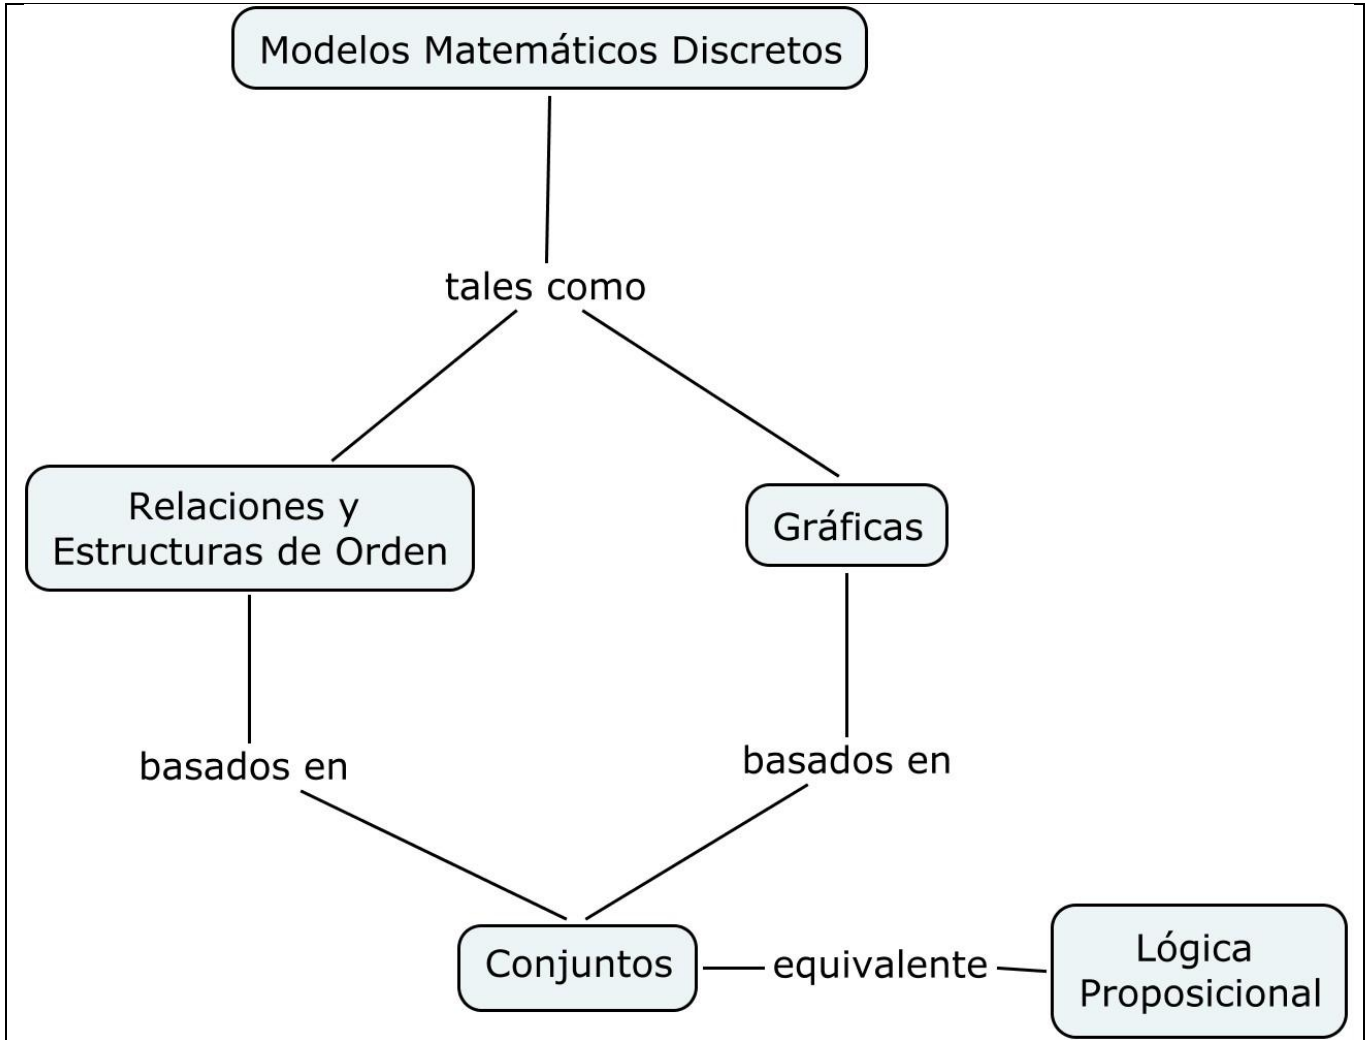 Modelos Matemáticos Discretos
tales como
Relaciones y
Estructuras de Orden
Gráficas
basados en
basados en
Conjuntos
equivalente
Lógica
Proposicional